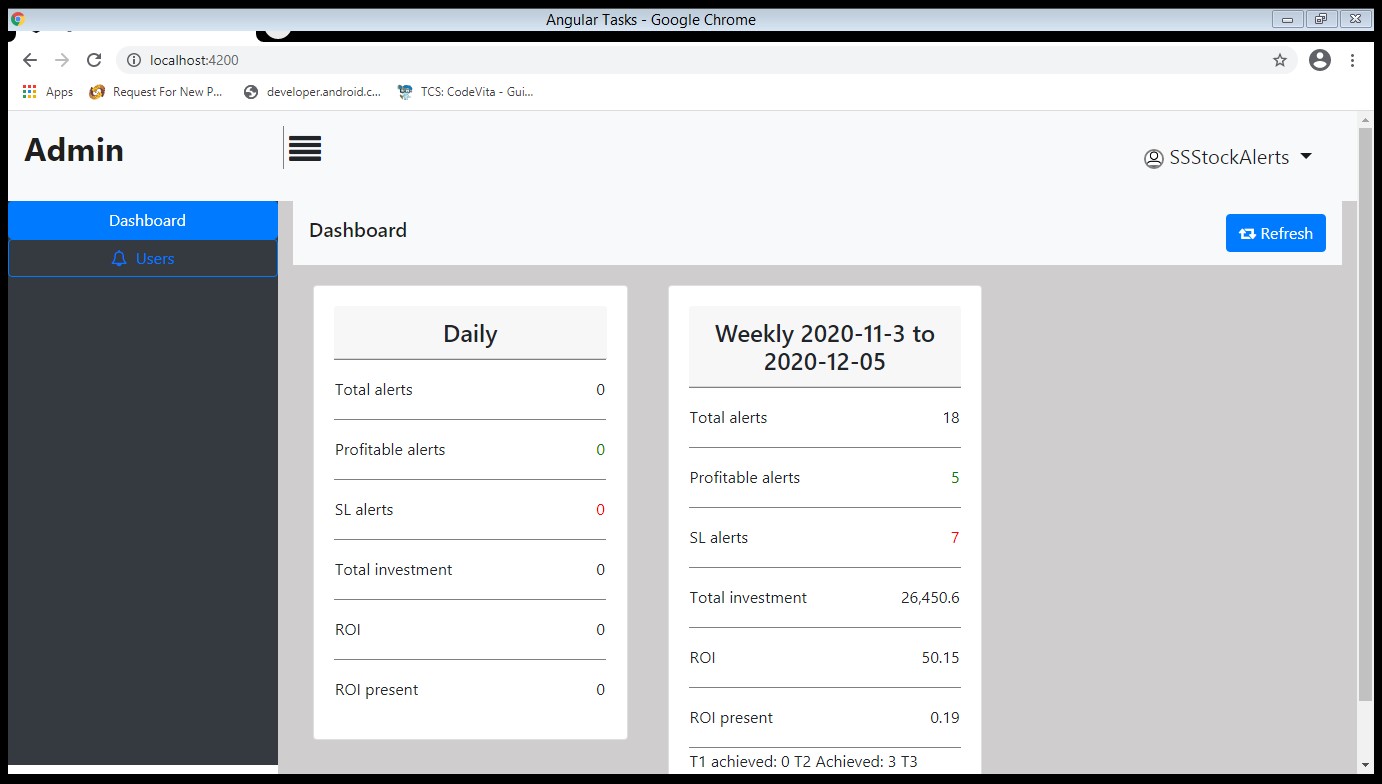 Angular Tasks - Google Chrome
localhost:4200
Apps Request For New P... developer.android.c... TCS: CodeVita - Gui...
Admin
SSStockAlerts
Dashboard
Users
Dashboard
Refresh
Daily
Total alerts 0
Profitable alerts 0
SL alerts 0
Total investment 0
ROI 0
ROI present 0
Weekly 2020-11-3 to
2020-12-05
Total alerts 18
Profitable alerts 5
SL alerts 7
Total investment 26,450.6
ROI 50.15
ROI present 0.19
T1 achieved: 0 T2 Achieved: 3 T3